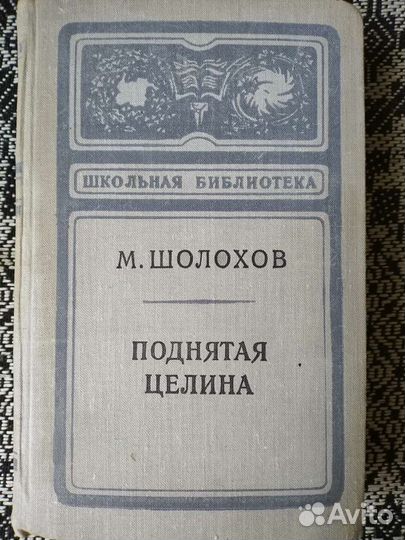 ШКОЛЬНАЯ БИБЛИОТЕКА
М. ШОЛОХОВ
ПОДНЯТАЯ
ЦЕЛИНА
Avito